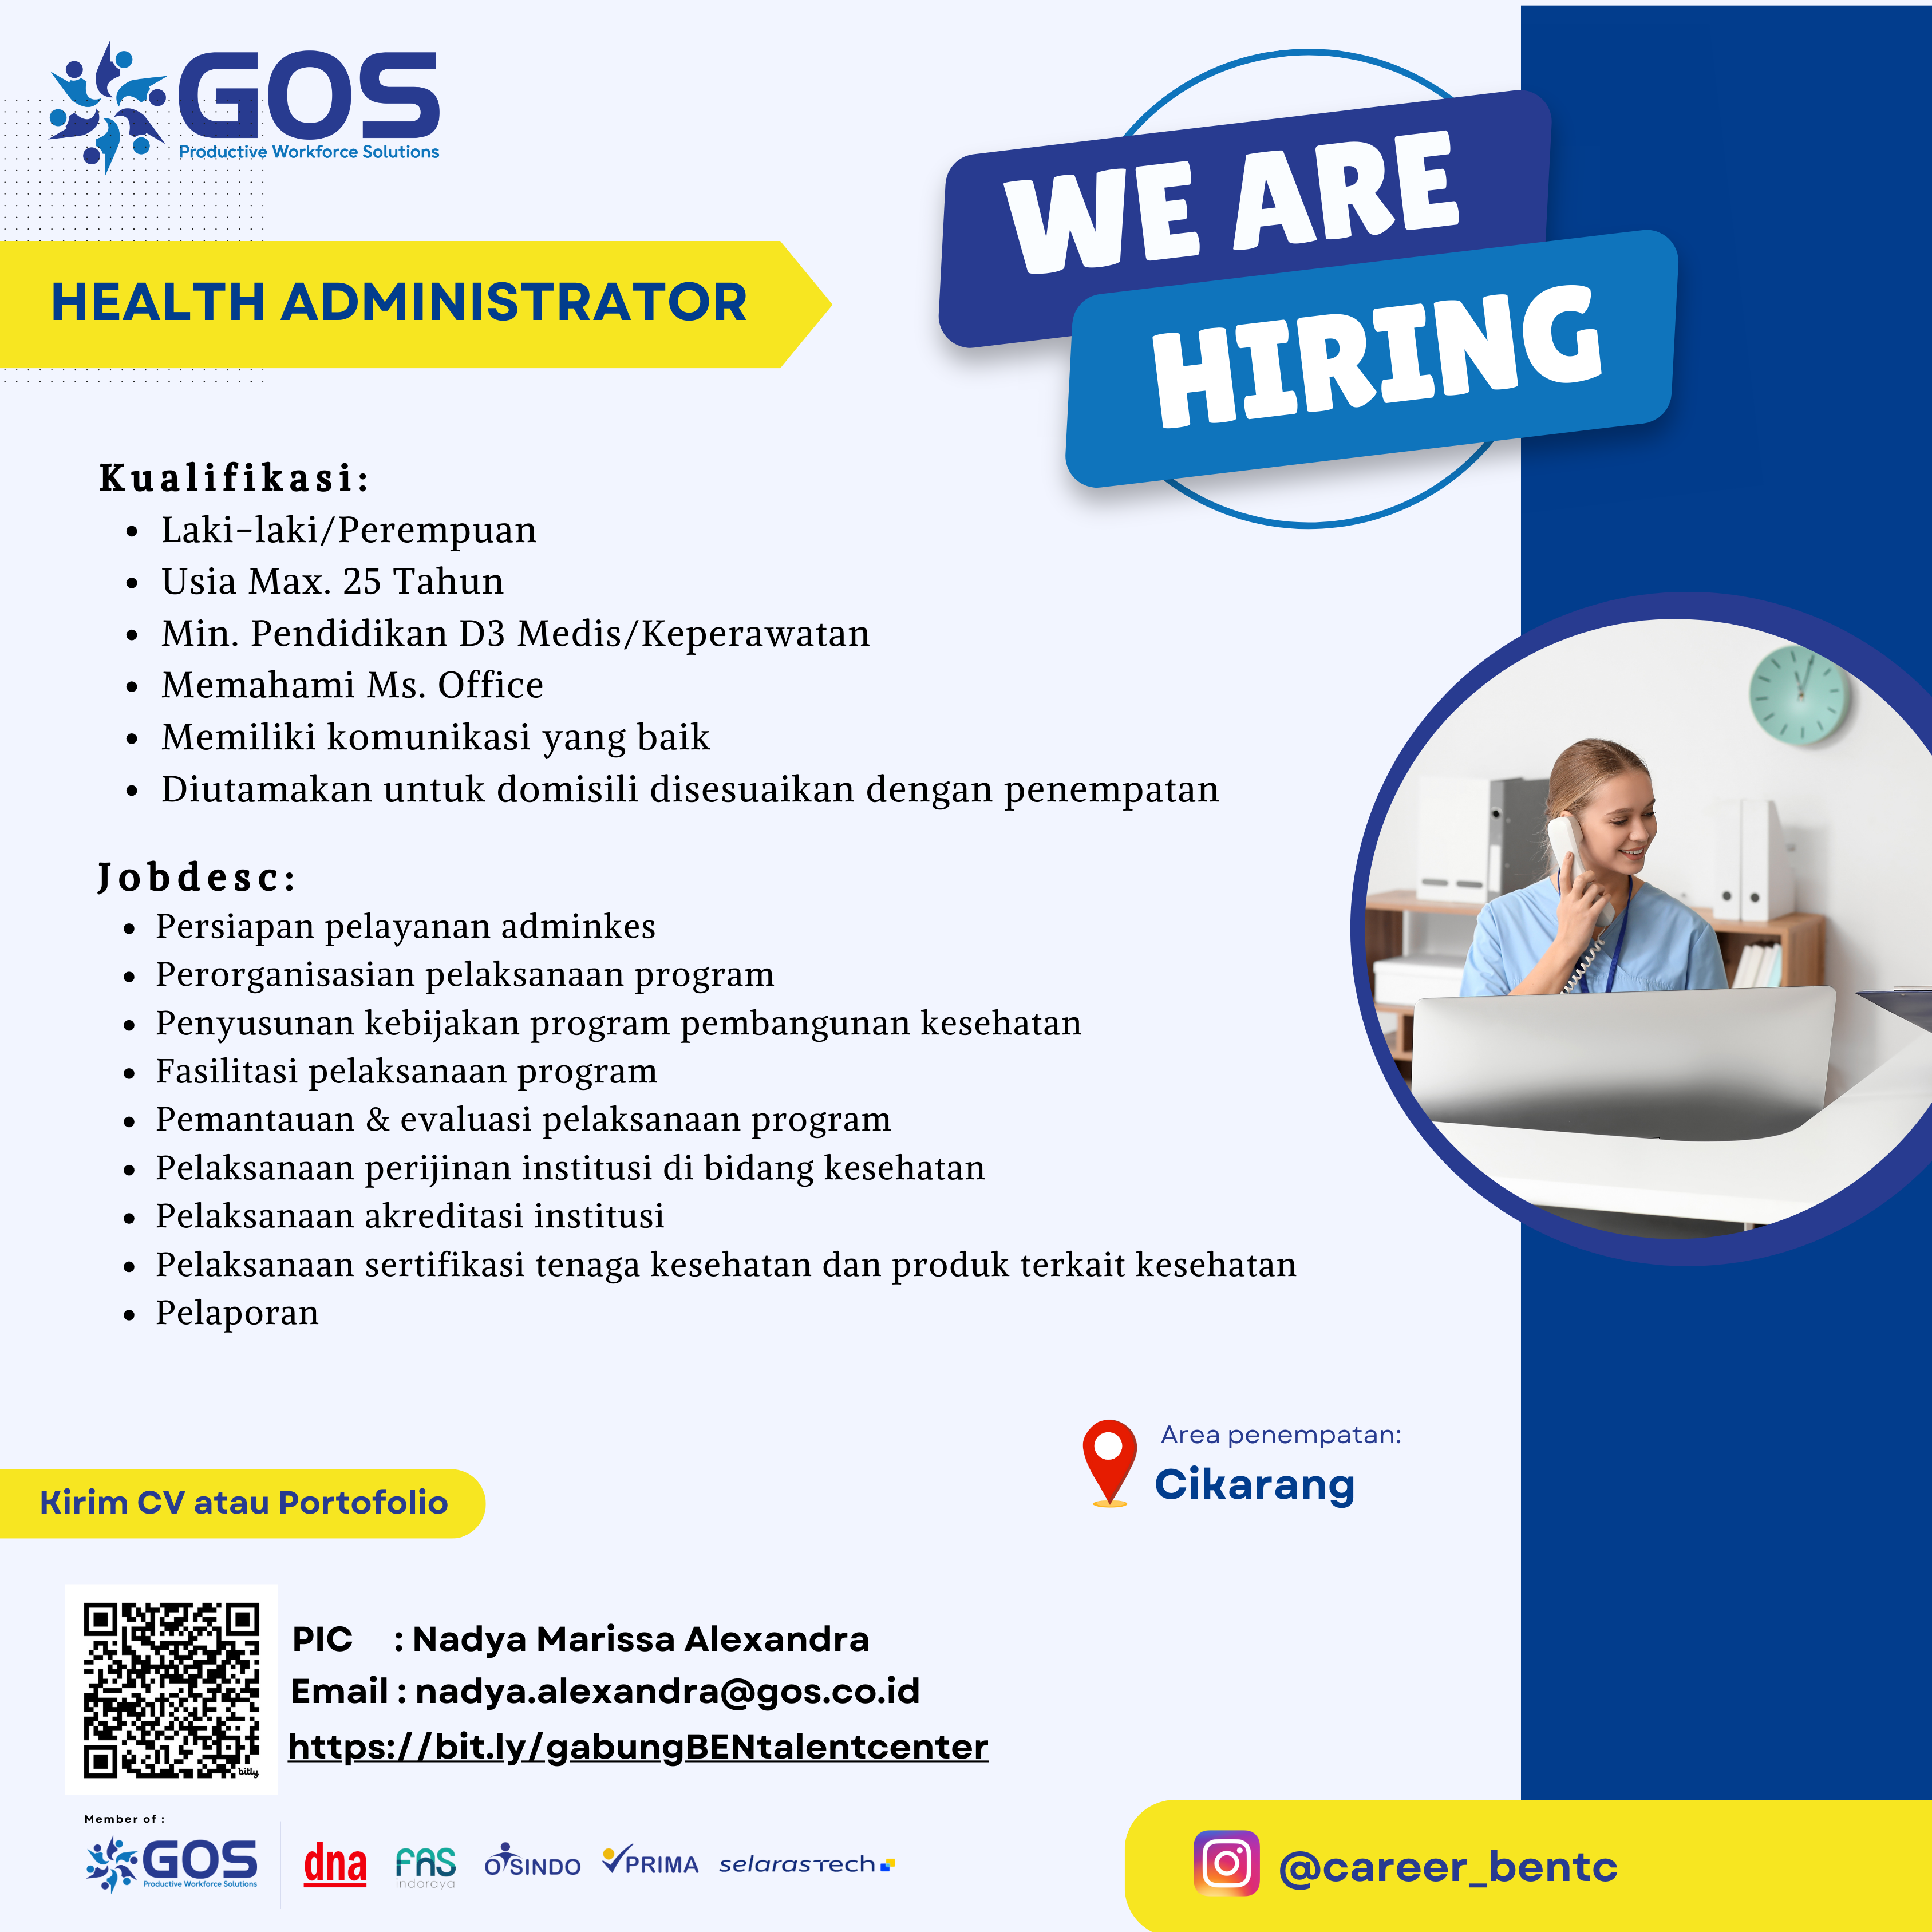 GOS
Productive Workforce Solutions
WE ARE
HIRING
HEALTH ADMINISTRATOR
Kualifikasi:
• Laki-laki/Perempuan
• Usia Max. 25 Tahun
• Min. Pendidikan D3 Medis/Keperawatan
• Memahami Ms. Office
• Memiliki komunikasi yang baik
• Diutamakan untuk domisili disesuaikan dengan penempatan
Jobdesc:
• Persiapan pelayanan adminkes
• Perorganisasian pelaksanaan program
• Penyusunan kebijakan program pembangunan kesehatan
• Fasilitasi pelaksanaan program
• Pemantauan & evaluasi pelaksanaan program
• Pelaksanaan perijinan institusi di bidang kesehatan
• Pelaksanaan akreditasi institusi
• Pelaksanaan sertifikasi tenaga kesehatan dan produk terkait kesehatan
• Pelaporan
Area penempatan:
Cikarang
Kirim CV atau Portofolio
PIC : Nadya Marissa Alexandra
Email : nadya.alexandra@gos.co.id
https://bit.ly/gabungBENtalentcenter
bitly
Member of :
GOS
Productive Workforce Solutions
dna
FAS
indoraya
OSINDO
PRIMA
selarastech
@career_bentc